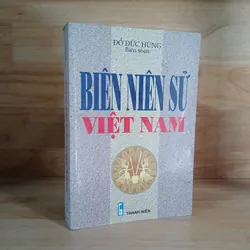 ĐỖ ĐỨC HÙNG
Biên soạn
BIÊN NIÊN SỬ
VIỆT NAM
THANH NIÊN